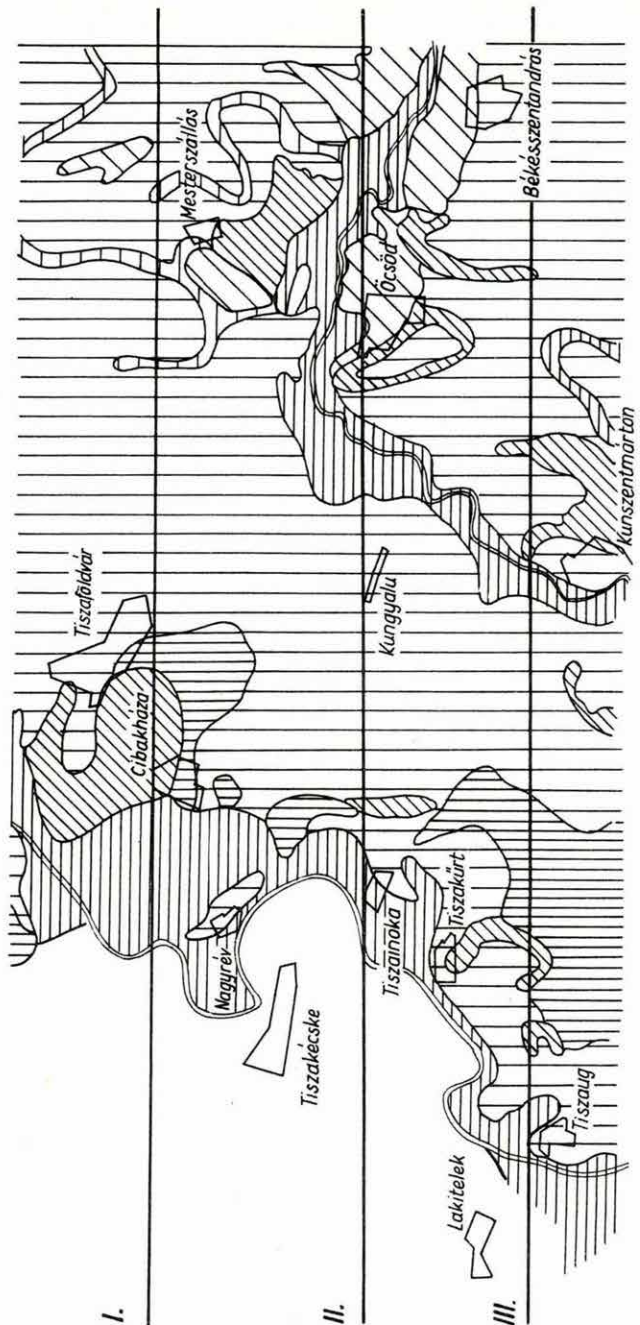 I.
II.
III.
Tiszaföldvár
Mesterszállás
Cibakháza
Nagyrév
Tiszakécske
Kungyalu
Öcsöd
Békésszentandrás
Tiszainoka
Tiszakürt
Kunszentmárton
Lakitelek
Tiszaug